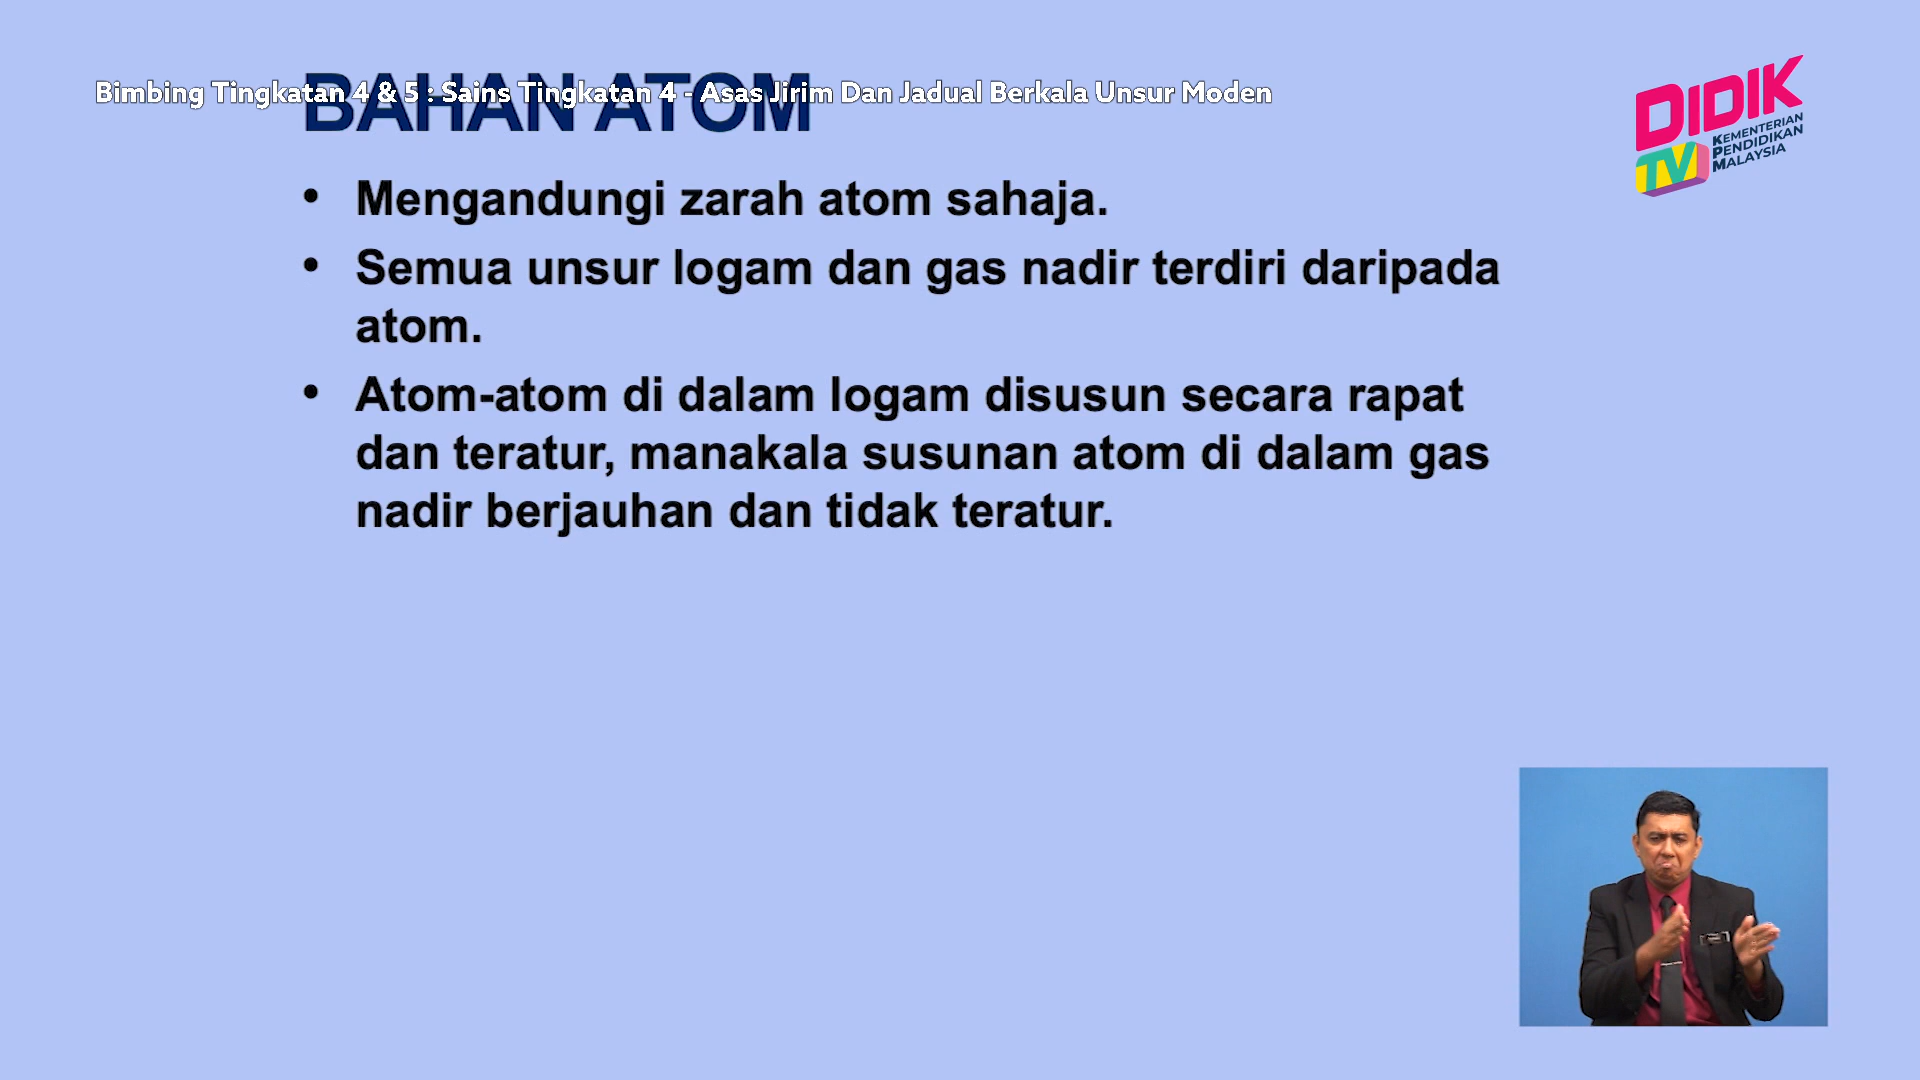 Bimbing Tingkatan 4 & 5 : Sains Tingkatan 4 - Asas Jirim Dan Jadual Berkala Unsur Moden
BAHAN ATOM
DIDIK
TV
KEMENTERIAN
PENDIDIKAN
MALAYSIA
• Mengandungi zarah atom sahaja.
• Semua unsur logam dan gas nadir terdiri daripada
atom.
• Atom-atom di dalam logam disusun secara rapat
dan teratur, manakala susunan atom di dalam gas
nadir berjauhan dan tidak teratur.